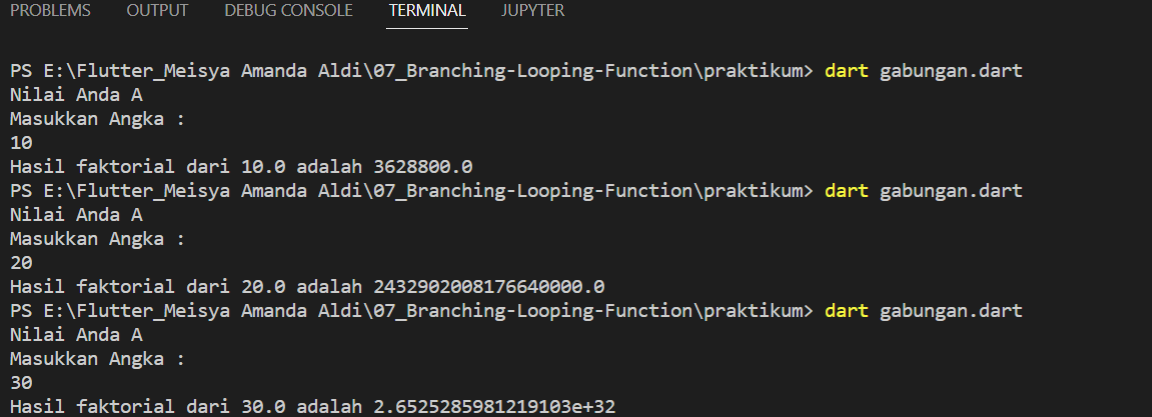 PROBLEMS OUTPUT DEBUG CONSOLE TERMINAL JUPYTER
PS E:\Flutter_Meisya Amanda Aldi\07_Branching-Looping-Function\praktikum> dart gabungan.dart
Nilai Anda A
Masukkan Angka :
10
Hasil faktorial dari 10.0 adalah 3628800.0
PS E:\Flutter_Meisya Amanda Aldi\07_Branching-Looping-Function\praktikum> dart gabungan.dart
Nilai Anda A
Masukkan Angka :
20
Hasil faktorial dari 20.0 adalah 2432902008176640000.0
PS E:\Flutter_Meisya Amanda Aldi\07_Branching-Looping-Function\praktikum> dart gabungan.dart
Nilai Anda A
Masukkan Angka :
30
Hasil faktorial dari 30.0 adalah 2.6525285981219103e+32